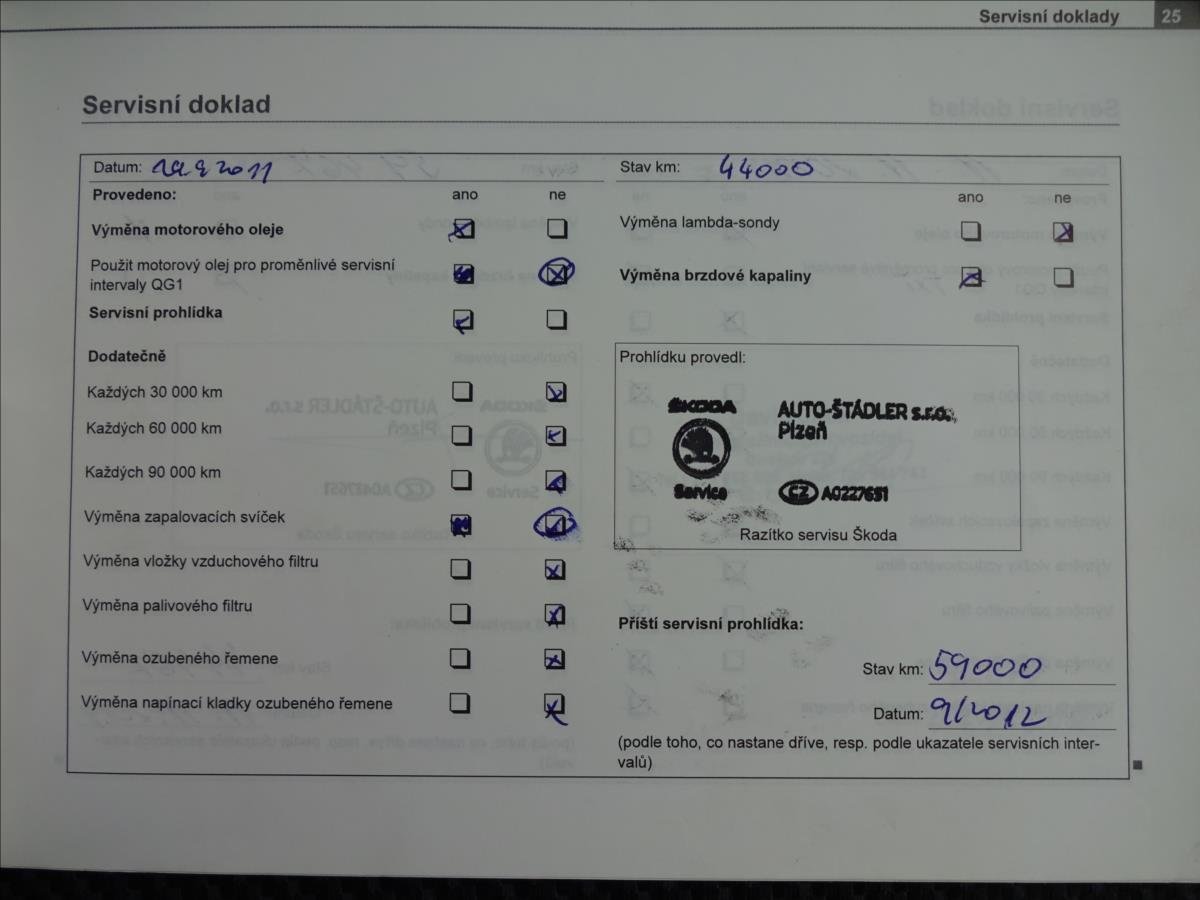 Servisní doklady 25
Servisní doklad
Datum: 2011
Stav km: 44000
Provedeno: ano ne
ano ne
Výměna motorového oleje
Výměna lambda-sondy
Použit motorový olej pro proměnlivé servisní
intervaly QG1
Výměna brzdové kapaliny
Servisní prohlídka
Dodatečně
Každých 30 000 km
Každých 60 000 km
Každých 90 000 km
Výměna zapalovacích svíček
Výměna vložky vzduchového filtru
Výměna palivového filtru
Výměna ozubeného řemene
Výměna napínací kladky ozubeného řemene
Prohlídku provedl:
ŠKODA
Service
AUTO-ŠTÁDLER s.r.o.
Plzeň
CZ A0227651
Razítko servisu Škoda
Příští servisní prohlídka:
Stav km: 59000
Datum: 9/2012
(podle toho, co nastane dříve, resp. podle ukazatele servisních inter-
valů)